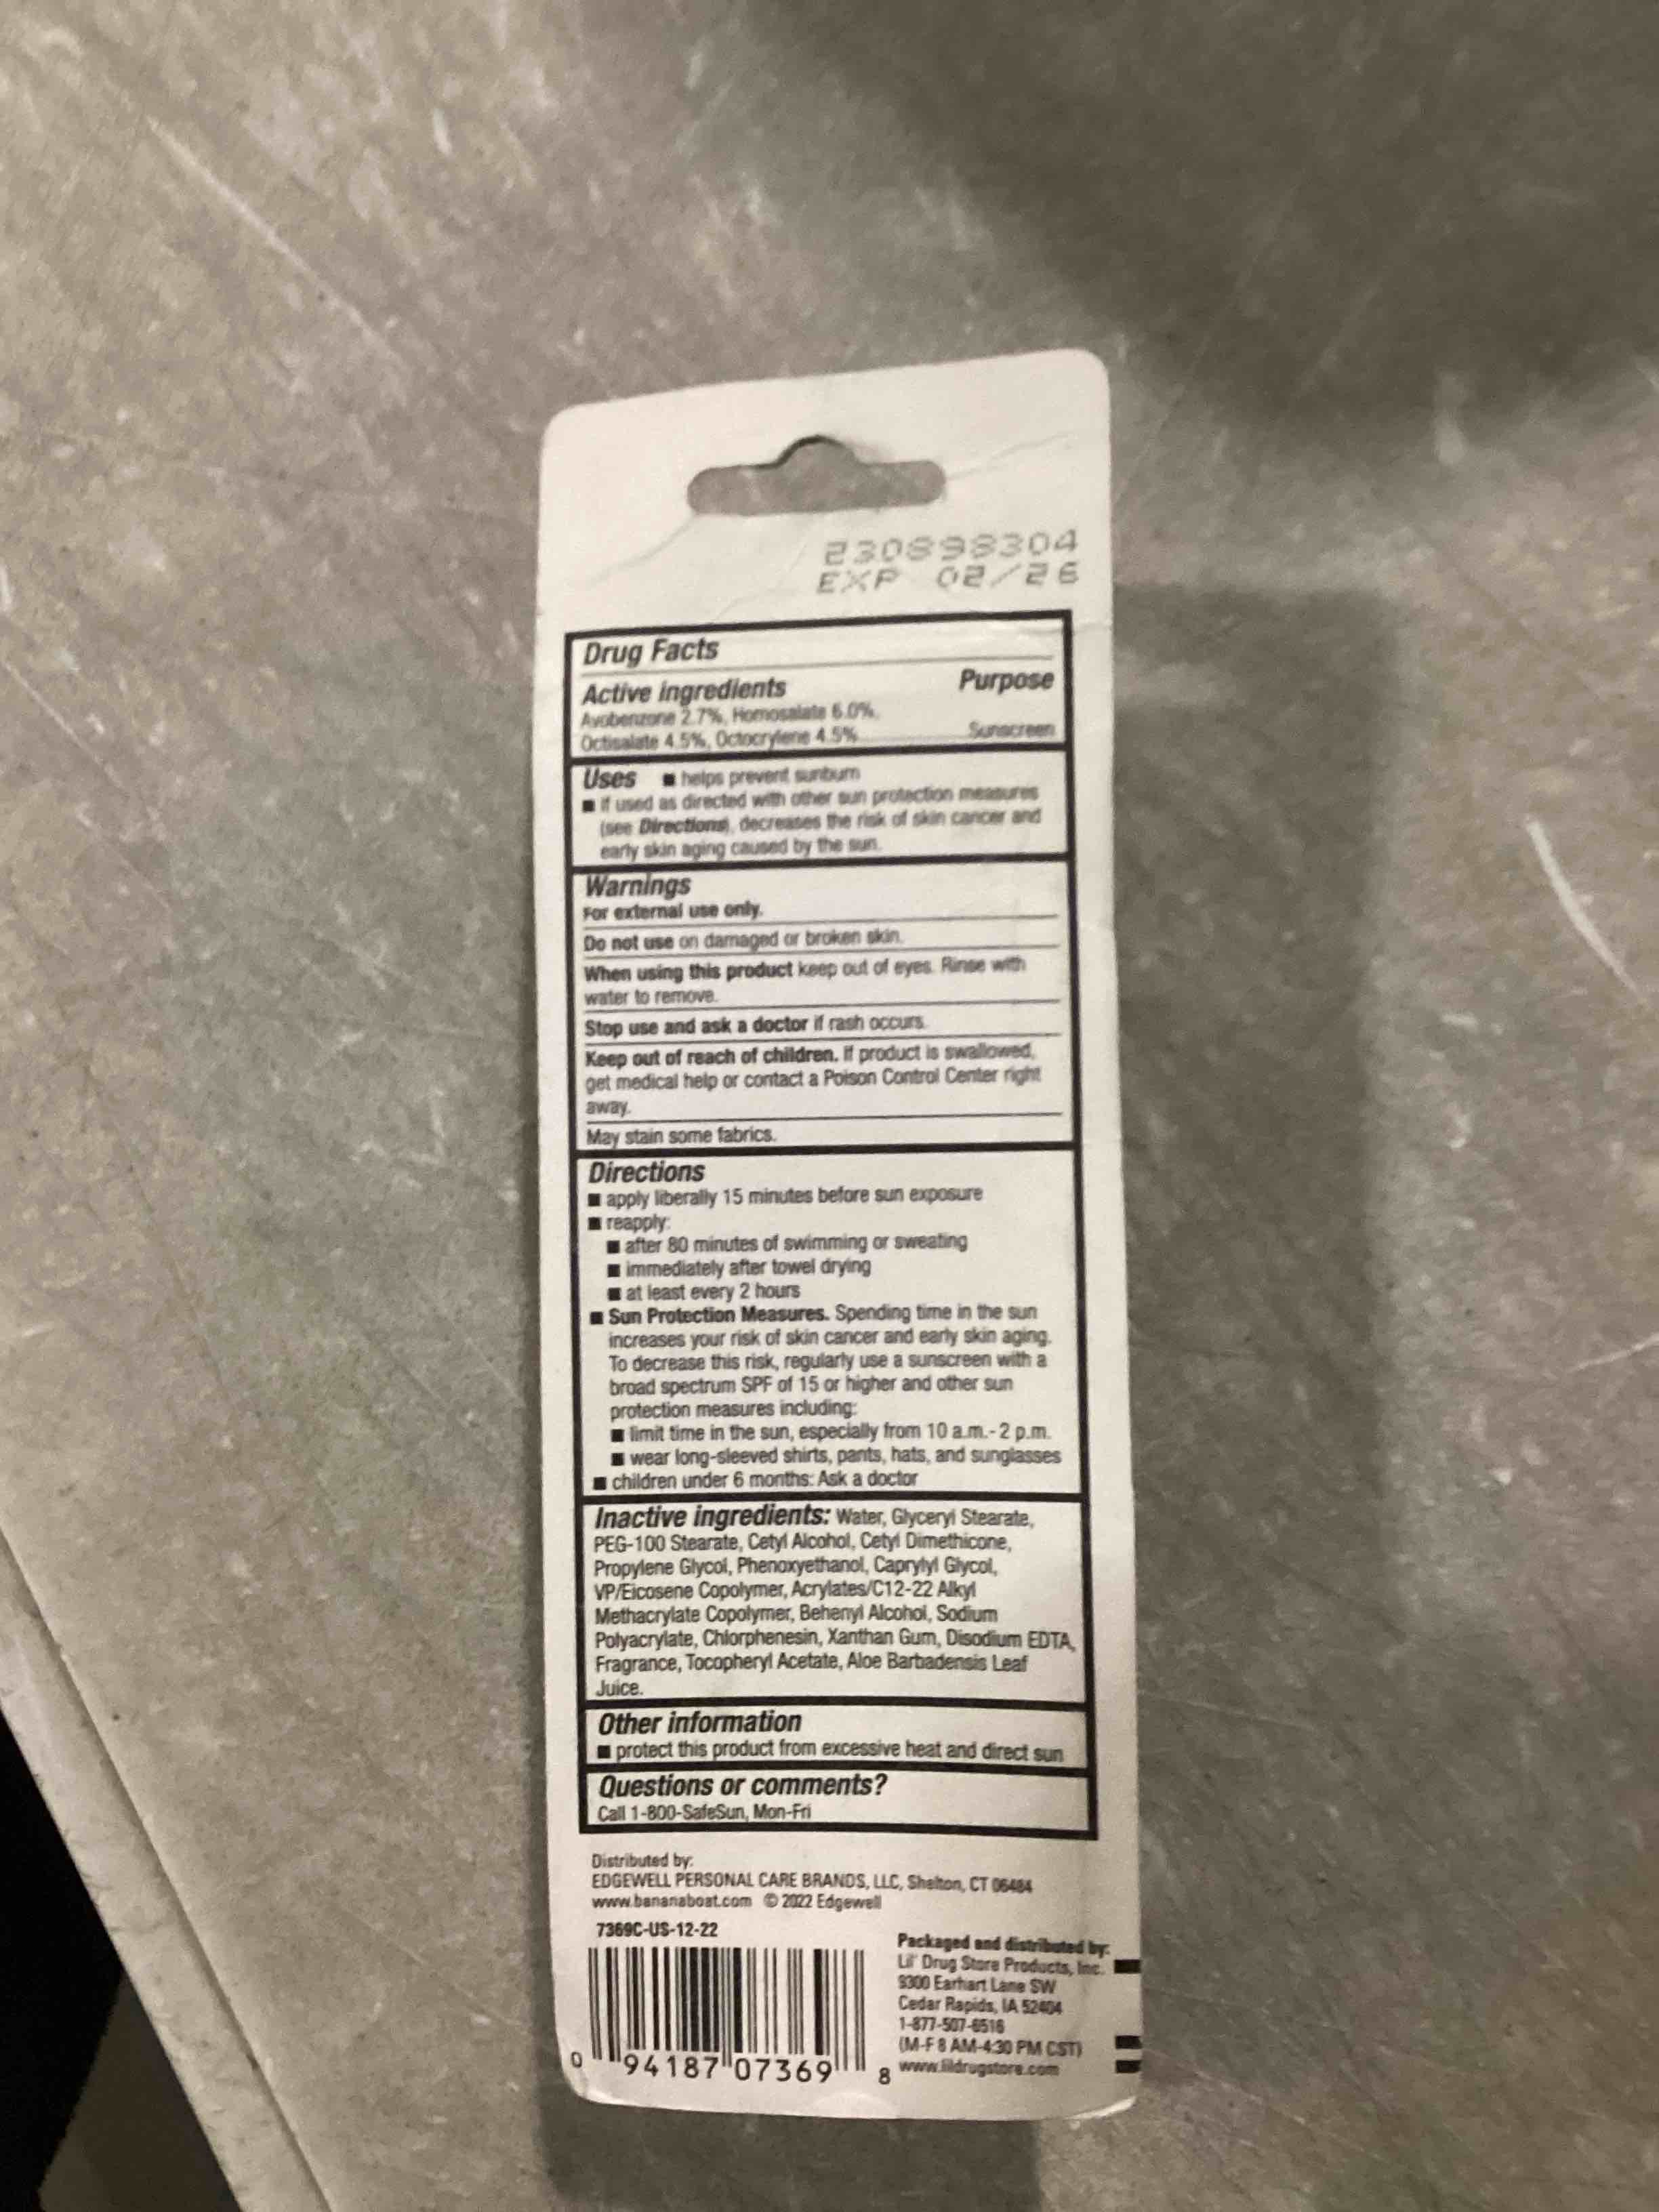 230898304
EXP 02/26
Drug Facts
Active ingredients Purpose
Avobenzone 2.7%, Homosalate 6.0%,
Octisalate 4.5%, Octocrylene 4.5% Sunscreen
Uses ■ helps prevent sunburn
■ if used as directed with other sun protection measures
(see Directions), decreases the risk of skin cancer and
early skin aging caused by the sun.
Warnings
For external use only.
Do not use on damaged or broken skin.
When using this product keep out of eyes. Rinse with
water to remove.
Stop use and ask a doctor if rash occurs.
Keep out of reach of children. If product is swallowed,
get medical help or contact a Poison Control Center right
away.
May stain some fabrics.
Directions
■ apply liberally 15 minutes before sun exposure
■ reapply:
■ after 80 minutes of swimming or sweating
■ immediately after towel drying
■ at least every 2 hours
■ Sun Protection Measures. Spending time in the sun
increases your risk of skin cancer and early skin aging.
To decrease this risk, regularly use a sunscreen with a
broad spectrum SPF of 15 or higher and other sun
protection measures including:
■ limit time in the sun, especially from 10 a.m.- 2 p.m.
■ wear long-sleeved shirts, pants, hats, and sunglasses
■ children under 6 months: Ask a doctor
Inactive ingredients: Water, Glyceryl Stearate,
PEG-100 Stearate, Cetyl Alcohol, Cetyl Dimethicone,
Propylene Glycol, Phenoxyethanol, Caprylyl Glycol,
VP/Eicosene Copolymer, Acrylates/C12-22 Alkyl
Methacrylate Copolymer, Behenyl Alcohol, Sodium
Polyacrylate, Chlorphenesin, Xanthan Gum, Disodium EDTA,
Fragrance, Tocopheryl Acetate, Aloe Barbadensis Leaf
Juice.
Other information
■ protect this product from excessive heat and direct sun
Questions or comments?
Call 1-800-SafeSun, Mon-Fri
Distributed by:
EDGEWELL PERSONAL CARE BRANDS, LLC, Shelton, CT 06484
www.bananaboat.com © 2022 Edgewell
7369C-US-12-22
0 94187 07369 8
Packaged and distributed by:
Lil' Drug Store Products, Inc.
9300 Earhart Lane SW
Cedar Rapids, IA 52404
1-877-507-6516
(M-F 8 AM-4:30 PM CST)
www.lildrugstore.com